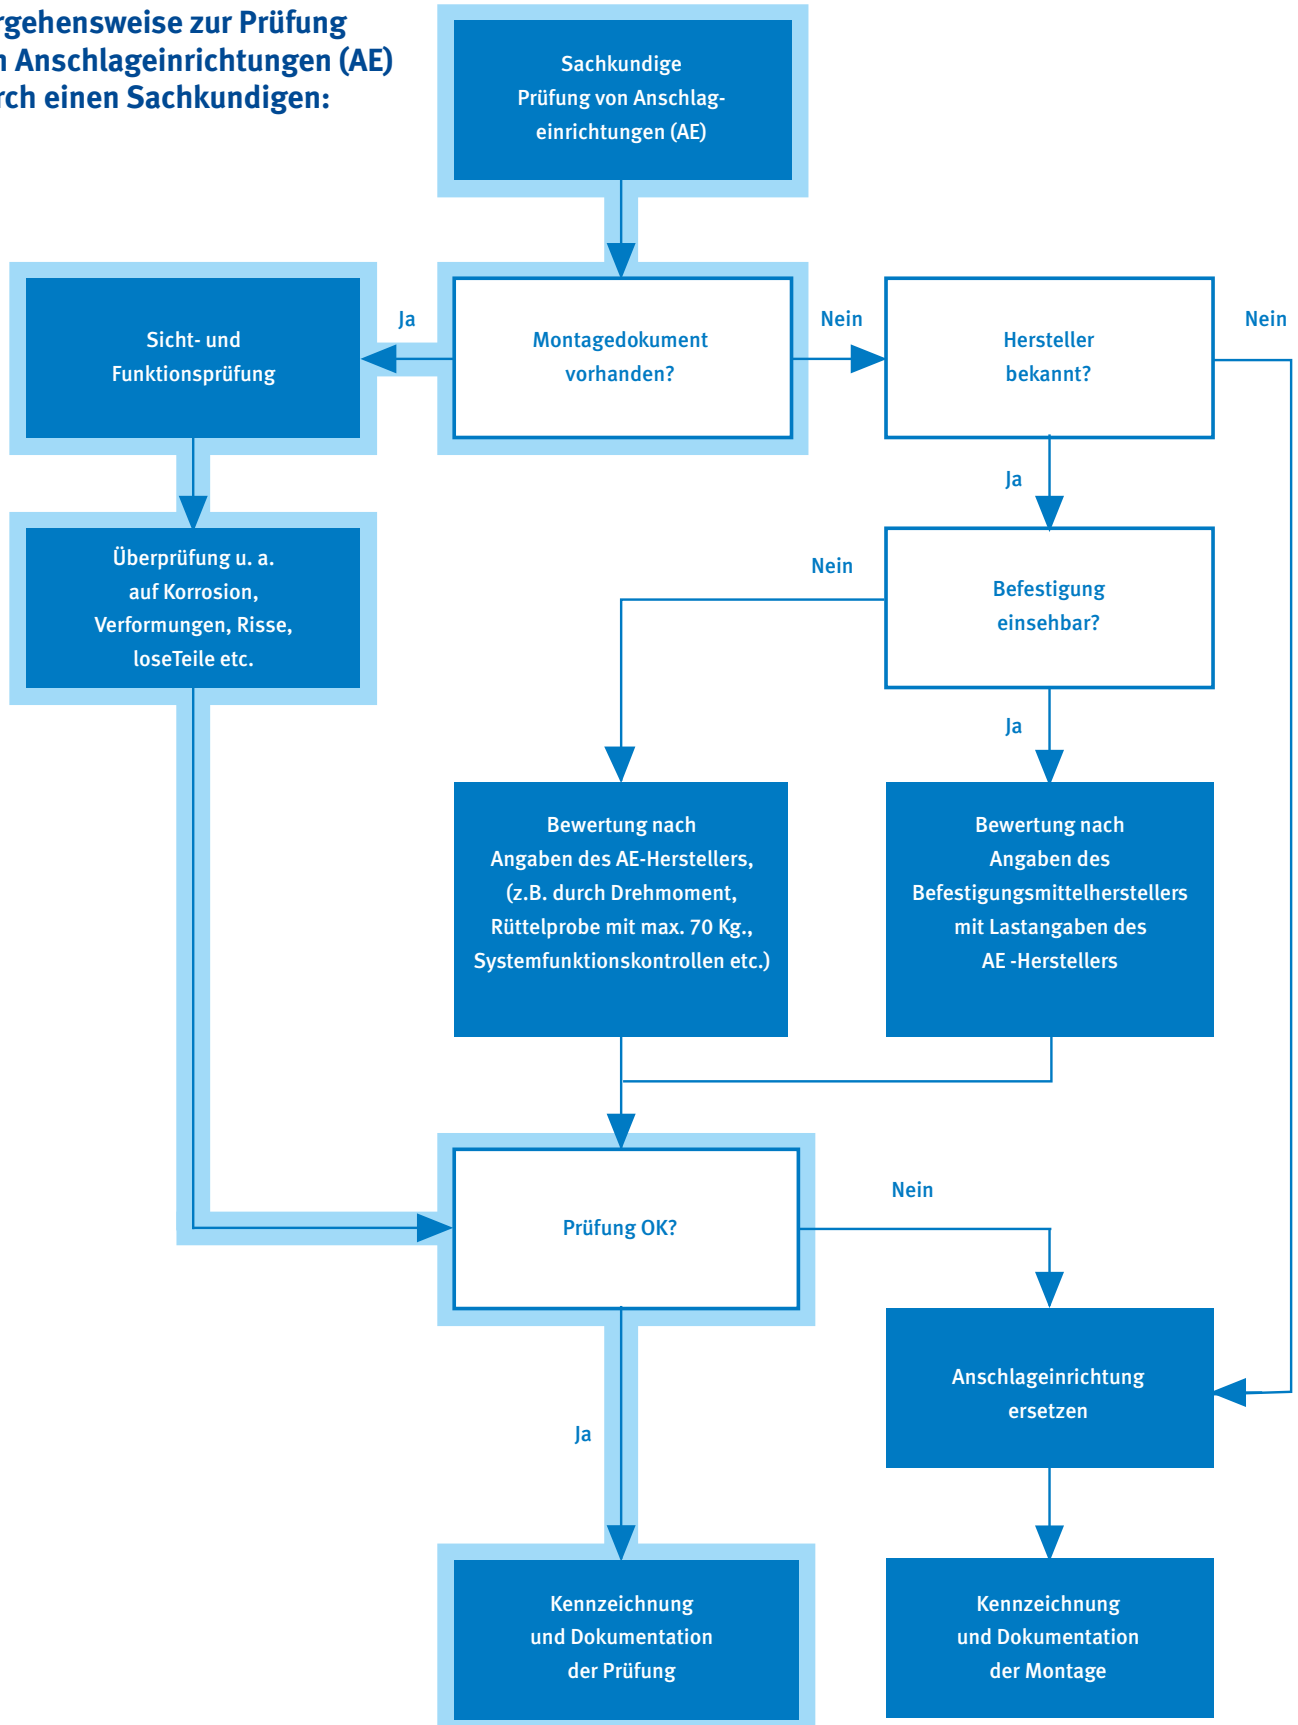 rgehensweise zur Prüfung
n Anschlageinrichtungen (AE)
rch einen Sachkundigen:
Sachkundige
Prüfung von Anschlag-
einrichtungen (AE)
Sicht- und
Funktionsprüfung
Ja
Montagedokument
vorhanden?
Nein
Hersteller
bekannt?
Nein
Ja
Überprüfung u. a.
auf Korrosion,
Verformungen, Risse,
loseTeile etc.
Nein
Befestigung
einsehbar?
Ja
Bewertung nach
Angaben des AE-Herstellers,
(z.B. durch Drehmoment,
Rüttelprobe mit max. 70 Kg.,
Systemfunktionskontrollen etc.)
Bewertung nach
Angaben des
Befestigungsmittelherstellers
mit Lastangaben des
AE -Herstellers
Prüfung OK?
Nein
Anschlageinrichtung
ersetzen
Ja
Kennzeichnung
und Dokumentation
der Prüfung
Kennzeichnung
und Dokumentation
der Montage